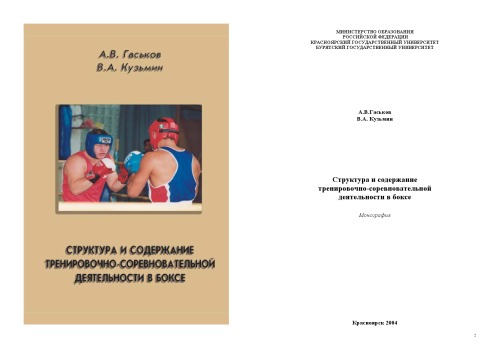 А.В. Гаськов
В.А. Кузьмин
СТРУКТУРА И СОДЕРЖАНИЕ
ТРЕНИРОВОЧНО-СОРЕВНОВАТЕЛЬНОЙ
ДЕЯТЕЛЬНОСТИ В БОКСЕ
МИНИСТЕРСТВО ОБРАЗОВАНИЯ
РОССИЙСКОЙ ФЕДЕРАЦИИ
КРАСНОЯРСКИЙ ГОСУДАРСТВЕННЫЙ УНИВЕРСИТЕТ
БУРЯТСКИЙ ГОСУДАРСТВЕННЫЙ УНИВЕРСИТЕТ
А.В.Гаськов
В.А. Кузьмин
Структура и содержание
тренировочно-соревновательной
деятельности в боксе
Монография
Красноярск 2004
2